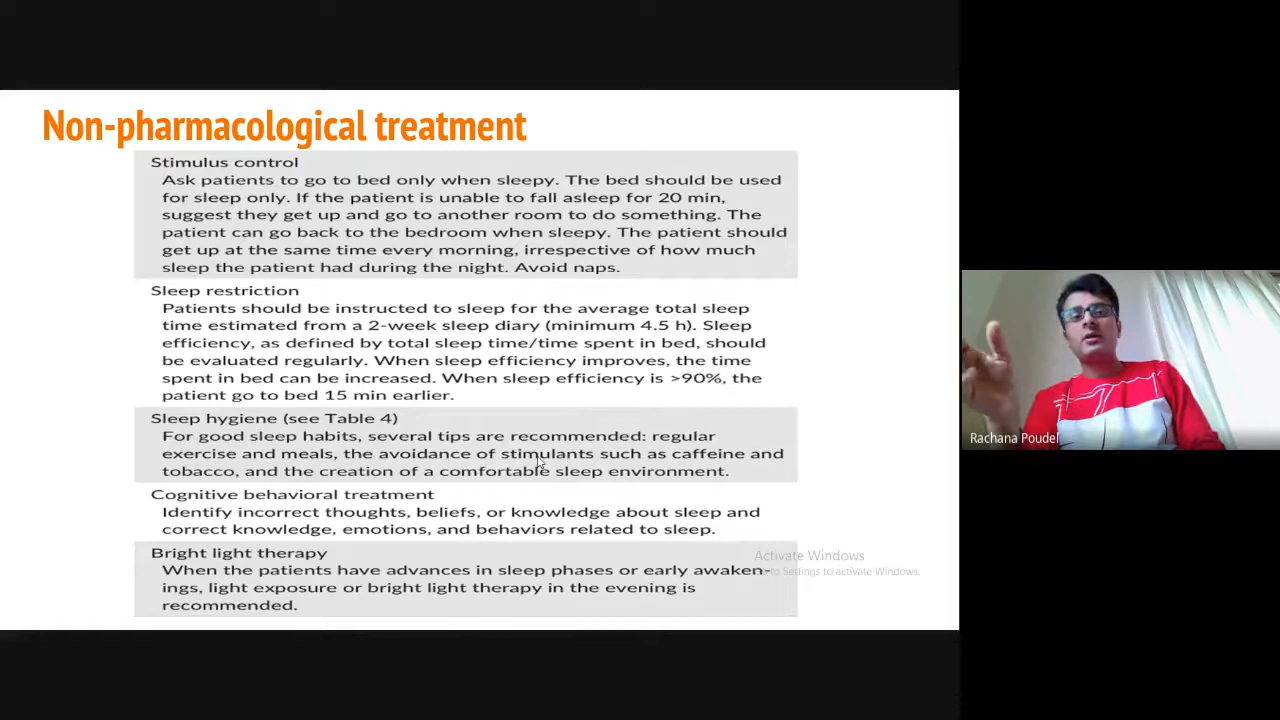 Non-pharmacological treatment
Stimulus control
Ask patients to go to bed only when sleepy. The bed should be used
for sleep only. If the patient is unable to fall asleep for 20 min,
suggest they get up and go to another room to do something. The
patient can go back to the bedroom when sleepy. The patient should
get up at the same time every morning, irrespective of how much
sleep the patient had during the night. Avoid naps.
Sleep restriction
Patients should be instructed to sleep for the average total sleep
time estimated from a 2-week sleep diary (minimum 4.5 h). Sleep
efficiency, as defined by total sleep time/time spent in bed, should
be evaluated regularly. When sleep efficiency improves, the time
spent in bed can be increased. When sleep efficiency is >90%, the
patient go to bed 15 min earlier.
Sleep hygiene (see Table 4)
For good sleep habits, several tips are recommended: regular
exercise and meals, the avoidance of stimulants such as caffeine and
tobacco, and the creation of a comfortable sleep environment.
Cognitive behavioral treatment
Identify incorrect thoughts, beliefs, or knowledge about sleep and
correct knowledge, emotions, and behaviors related to sleep.
Bright light therapy
When the patients have advances in sleep phases or early awaken-
ings, light exposure or bright light therapy in the evening is
recommended.
Activate Windows
to Settings to activate Windows.
Rachana Poudel